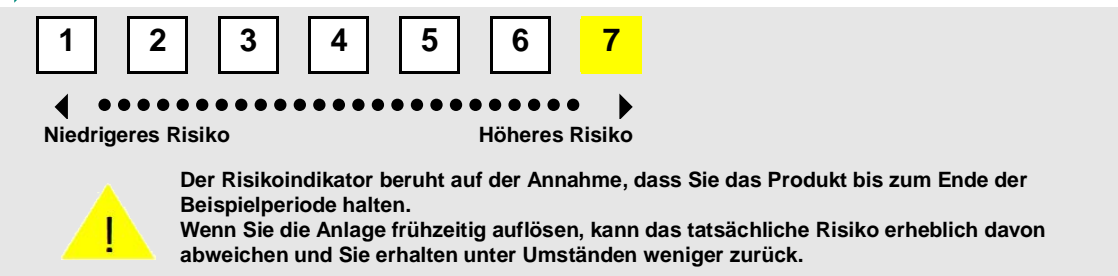 1 2 3 4 5 6 7
Niedrigeres Risiko Höheres Risiko
!
Der Risikoindikator beruht auf der Annahme, dass Sie das Produkt bis zum Ende der
Beispielperiode halten.
Wenn Sie die Anlage frühzeitig auflösen, kann das tatsächliche Risiko erheblich davon
abweichen und Sie erhalten unter Umständen weniger zurück.